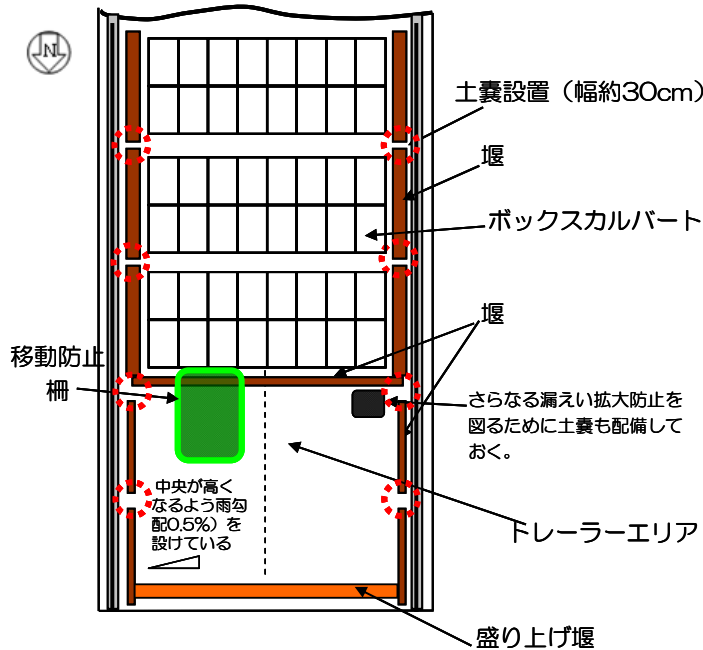 N
土嚢設置（幅約30cm）
堰
ボックスカルバート
堰
移動防止
柵
さらなる漏えい拡大防止を
図るために土嚢も配備して
おく。
中央が高く
なるよう雨勾
配0.5%）を
設けている
トレーラーエリア
盛り上げ堰